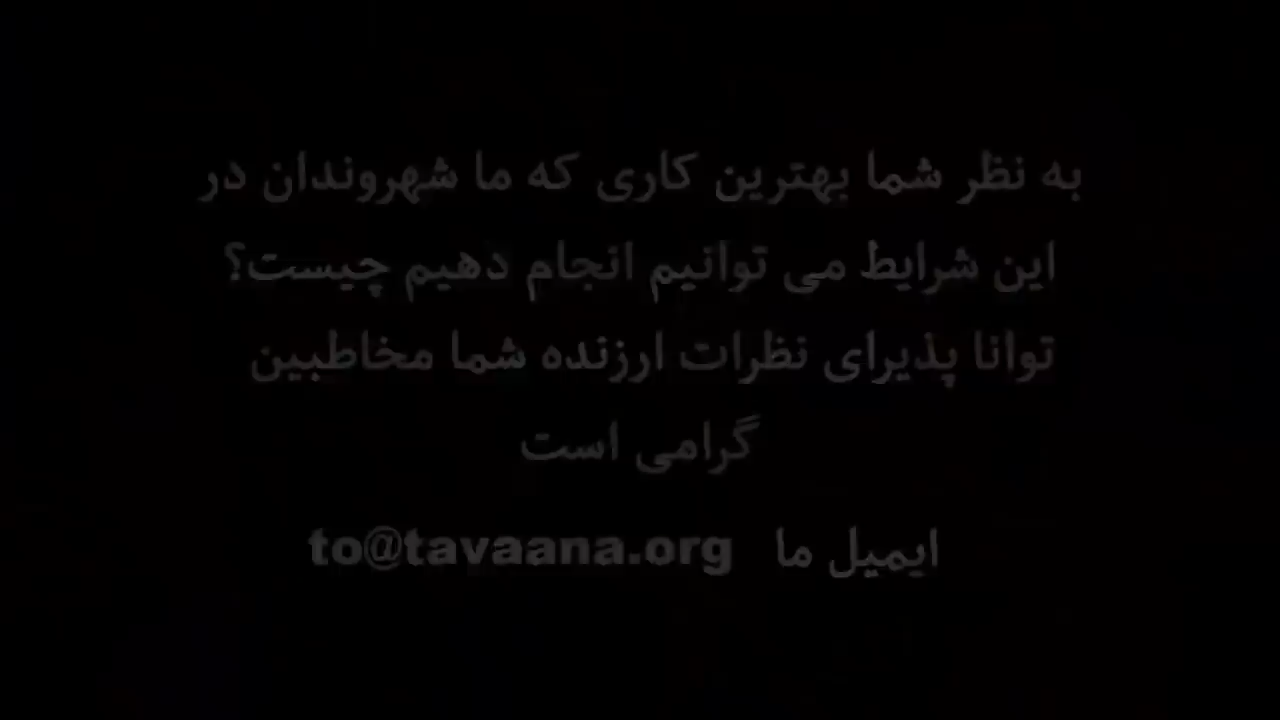 به نظر شما بهترین کاری که ما شهروندان در
این شرایط می توانیم انجام دهیم چیست؟
توانا پذیرای نظرات ارزنده شما مخاطبین
گرامی است
ایمیل ما to@tavaana.org